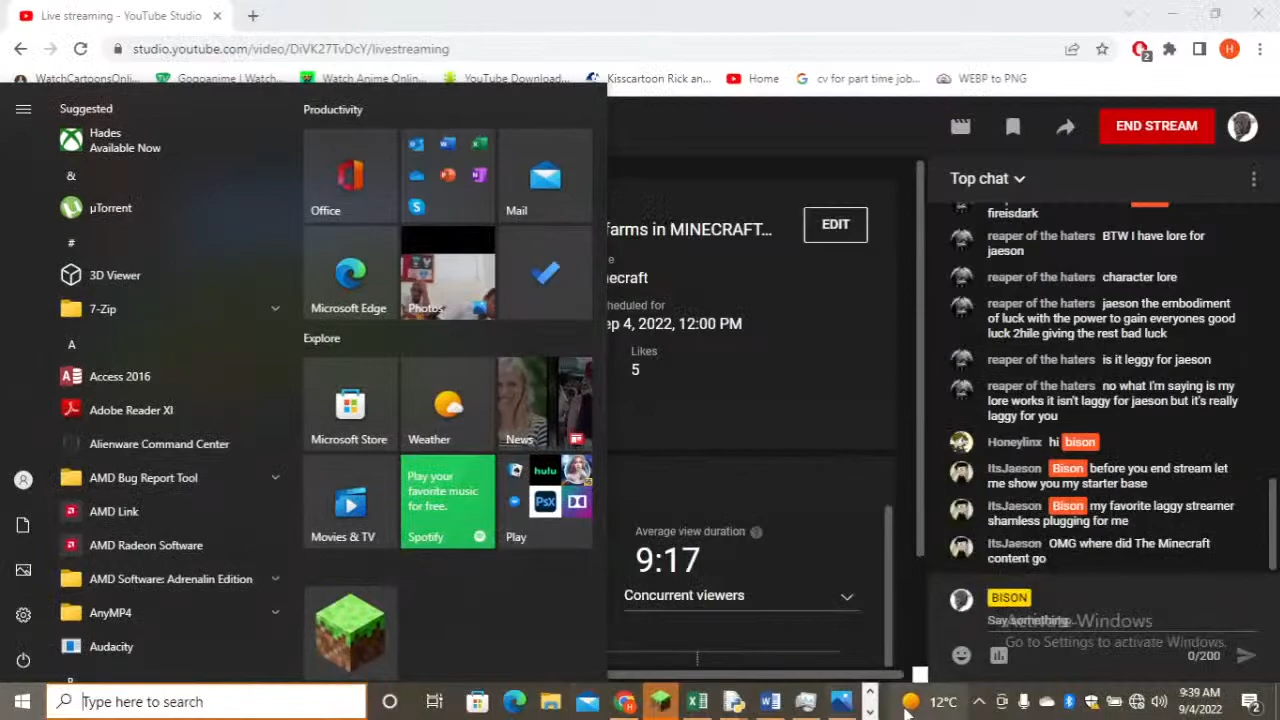 Live streaming - YouTube Studio
studio.youtube.com/video/DiVK27TvDcY/livestreaming
2
H
WatchCartoonsOnli...
Gogoanime | Watch...
Watch Anime Online...
YouTube Download...
Kisscartoon Rick an...
Home
cv for part time job...
WEBP to PNG
Suggested
Hades
Available Now
&
µTorrent
#
3D Viewer
7-Zip
A
Access 2016
Adobe Reader XI
Alienware Command Center
AMD Bug Report Tool
AMD Link
AMD Radeon Software
AMD Software: Adrenalin Edition
AnyMP4
Audacity
Productivity
Office
Mail
Microsoft Edge
Photos
Explore
Microsoft Store
Weather
News
Movies & TV
Play your
favorite music
for free.
Spotify
hulu
PsX
Play
farms in MINECRAFT...
EDIT
ecraft
eduled for
ep 4, 2022, 12:00 PM
Likes
5
Average view duration
9:17
Concurrent viewers
END STREAM
Top chat
fireisdark
reaper of the haters BTW I have lore for
jaeson
reaper of the haters character lore
reaper of the haters jaeson the embodiment
of luck with the power to gain everyones good
luck 2hile giving the rest bad luck
reaper of the haters is it leggy for jaeson
reaper of the haters no what I'm saying is my
lore works it isn't laggy for jaeson but it's really
laggy for you
Honeylinx hi bison
ItsJaeson Bison before you end stream let
me show you my starter base
ItsJaeson Bison my favorite laggy streamer
shamless plugging for me
ItsJaeson OMG where did The Minecraft
content go
BISON
Say something...
Activate Windows
Go to Settings to activate Windows.
0/200
Type here to search
12°C
9:39 AM
9/4/2022
2